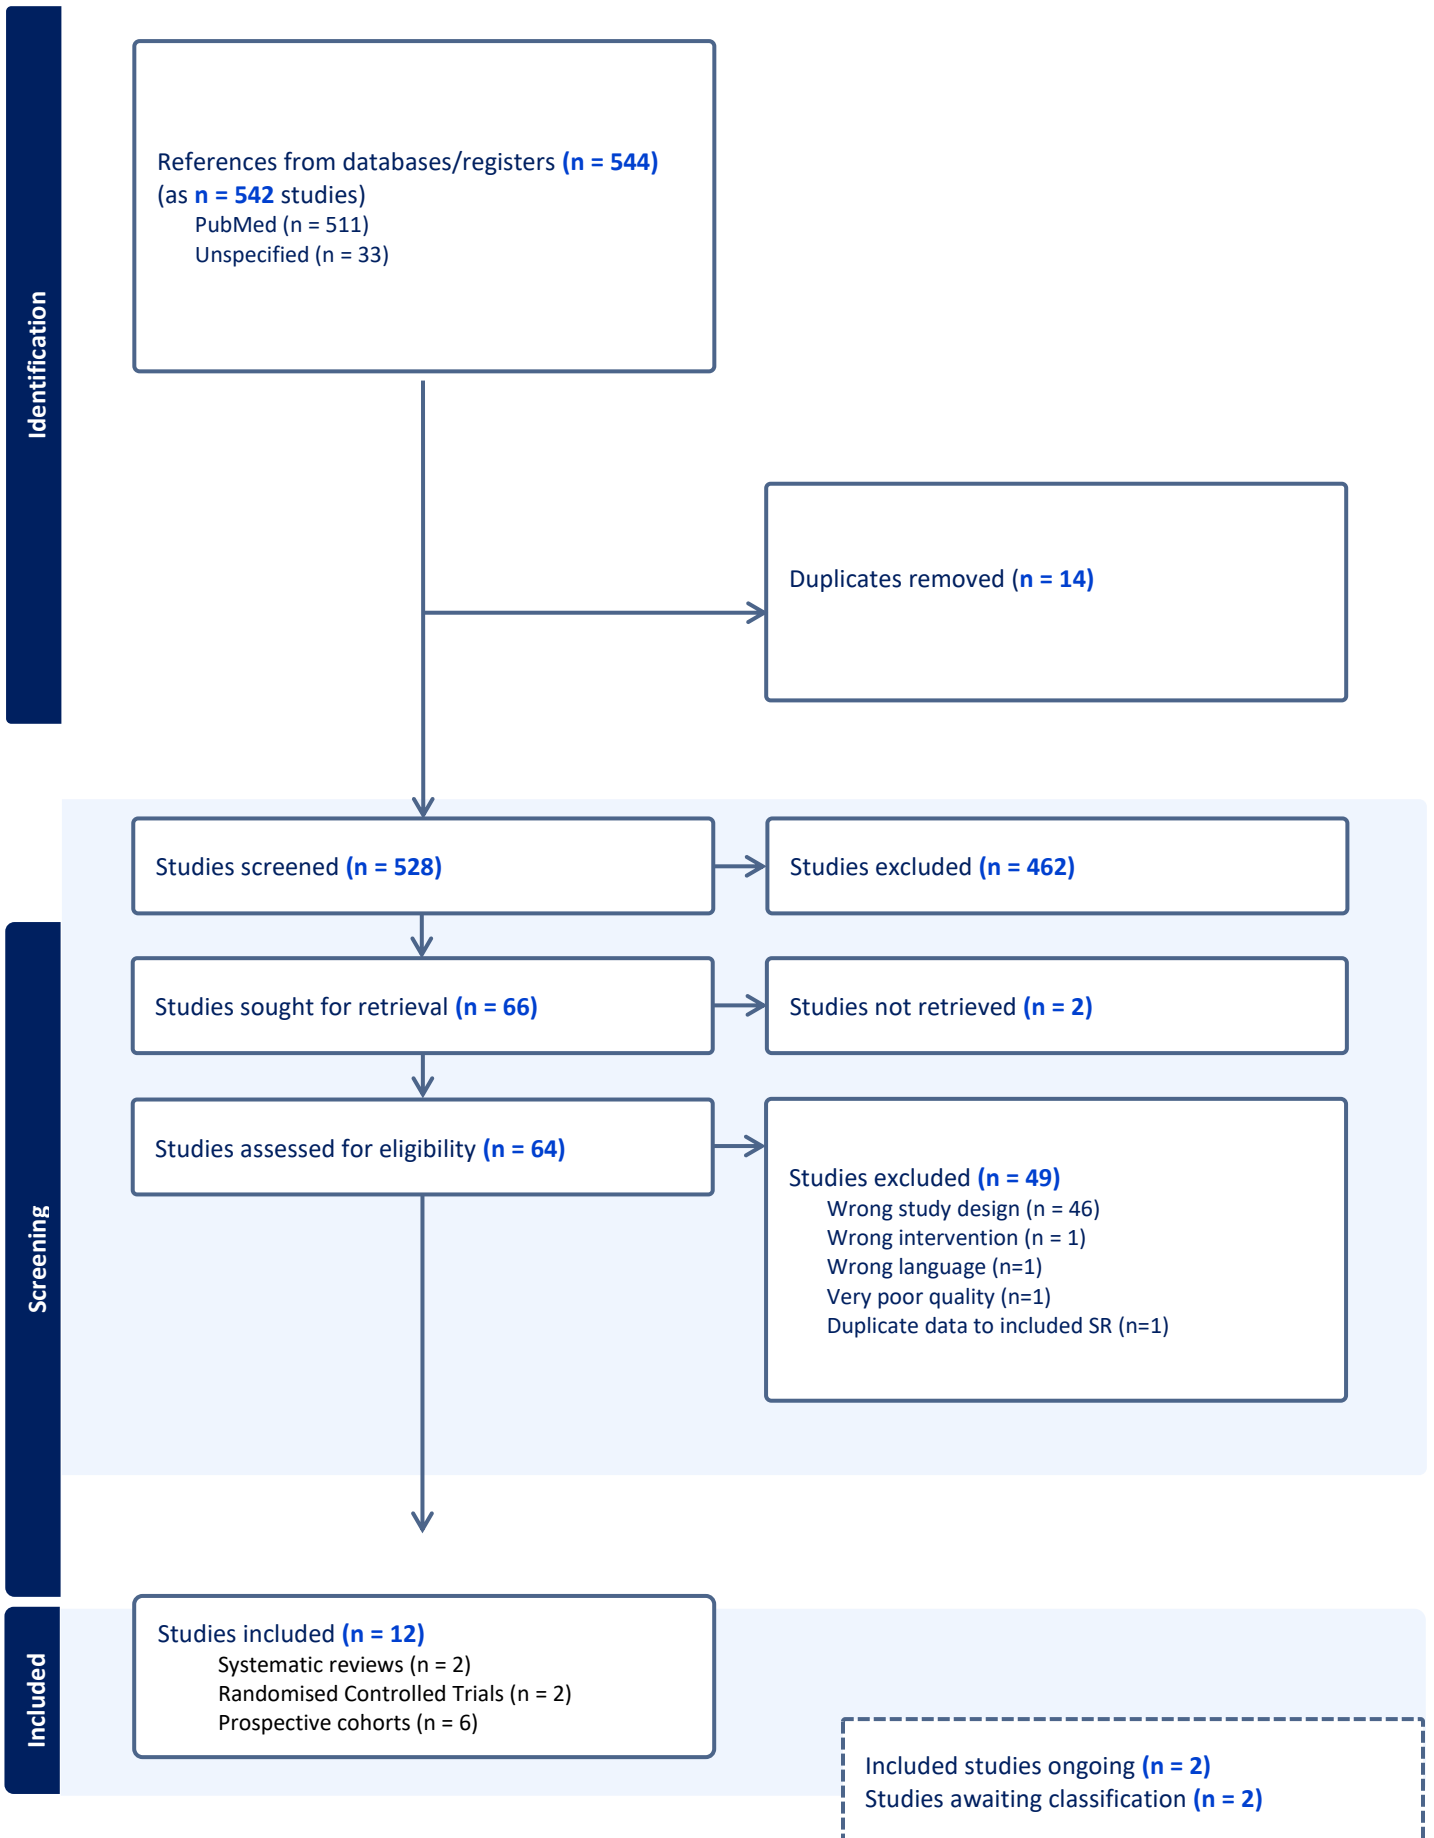 Identification
References from databases/registers (n = 544)
(as n = 542 studies)
PubMed (n = 511)
Unspecified (n = 33)
Duplicates removed (n = 14)
Screening
Studies screened (n = 528)
Studies excluded (n = 462)
Studies sought for retrieval (n = 66)
Studies not retrieved (n = 2)
Studies assessed for eligibility (n = 64)
Studies excluded (n = 49)
Wrong study design (n = 46)
Wrong intervention (n = 1)
Wrong language (n=1)
Very poor quality (n=1)
Duplicate data to included SR (n=1)
Included
Studies included (n = 12)
Systematic reviews (n = 2)
Randomised Controlled Trials (n = 2)
Prospective cohorts (n = 6)
Included studies ongoing (n = 2)
Studies awaiting classification (n = 2)